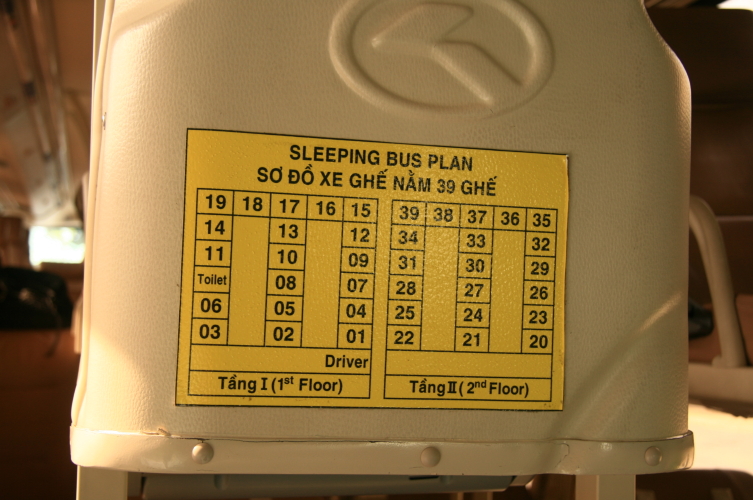 SLEEPING BUS PLAN
SƠ ĐỒ XE GHẾ NẰM 39 GHẾ
19 18 17 16 15 39 38 37 36 35
14 13 12 34 33 32
11 10 09 31 30 29
Toilet 08 07 28 27 26
06 05 04 25 24 23
03 02 01 22 21 20
Driver
Tầng I (1st Floor) Tầng II (2nd Floor)